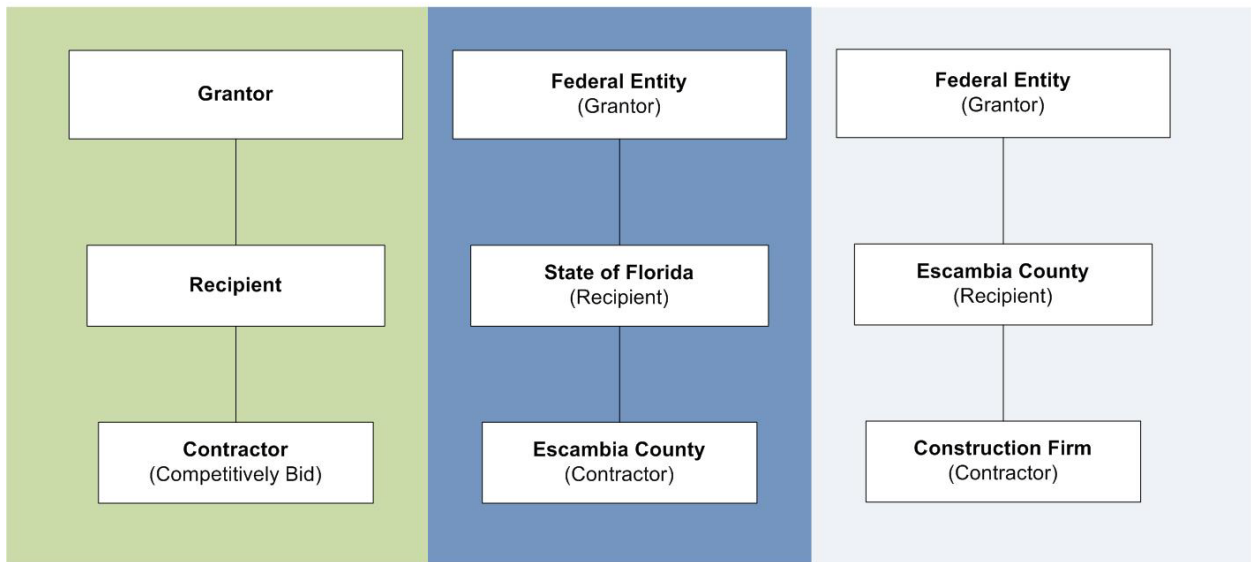 Grantor
Recipient
Contractor
(Competitively Bid)
Federal Entity
(Grantor)
State of Florida
(Recipient)
Escambia County
(Contractor)
Federal Entity
(Grantor)
Escambia County
(Recipient)
Construction Firm
(Contractor)